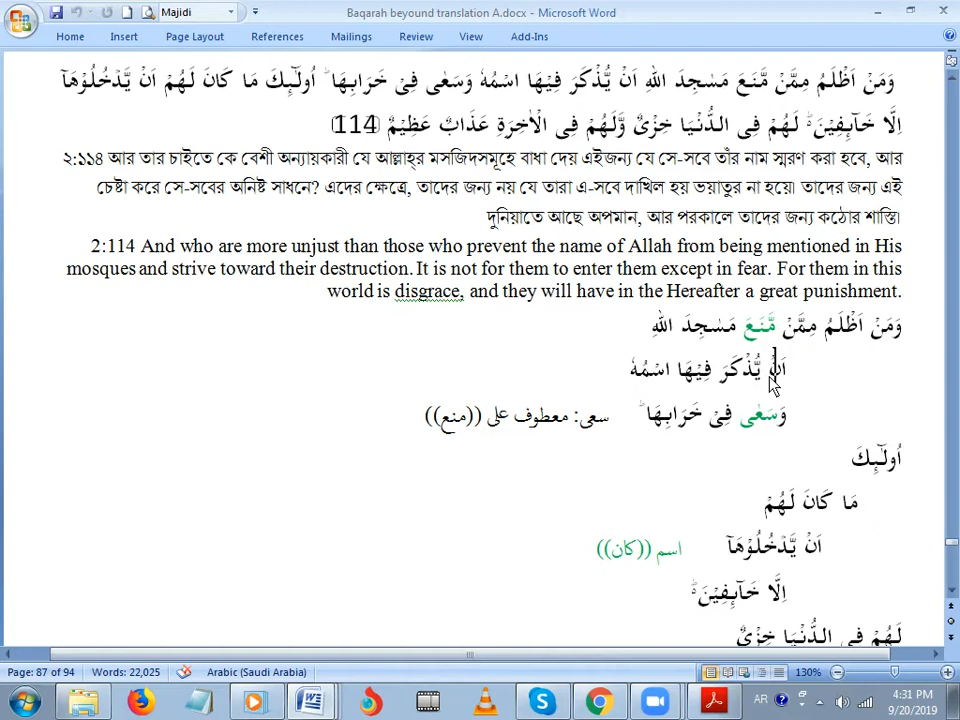 Baqarah beyound translation A.docx - Microsoft Word
Majidi
Home Insert Page Layout References Mailings Review View Add-Ins
وَمَنۡ اَظۡلَمُ مِمَّنۡ مَّنَعَ مَسٰجِدَ اللّٰهِ اَنۡ يُّذۡكَرَ فِيۡهَا اسۡمُهٗ وَسَعٰى فِىۡ خَرَابِهَا ؕ اُولٰٓٮِٕكَ مَا كَانَ لَهُمۡ اَنۡ يَّدۡخُلُوۡهَآ
اِلَّا خَآٮِٕفِيۡنَ ؕ لَهُمۡ فِى الدُّنۡيَا خِزۡىٌ وَّلَهُمۡ فِى الۡاٰخِرَةِ عَذَابٌ عَظِيۡمٌ ﴿114﴾
২:১১৪ আর তার চাইতে কে বেশী অন্যায়কারী যে আল্লাহ্‌র মসজিদসমূহে বাধা দেয় এইজন্য যে সে-সবে তাঁর নাম স্মরণ করা হবে, আর
চেষ্টা করে সে-সবের অনিষ্ট সাধনে? এদের ক্ষেত্রে, তাদের জন্য নয় যে তারা এ-সবে দাখিল হয় ভয়াতুর না হয়ে। তাদের জন্য এই
দুনিয়াতে আছে অপমান, আর পরকালে তাদের জন্য কঠোর শাস্তি।
2:114 And who are more unjust than those who prevent the name of Allah from being mentioned in His
mosques and strive toward their destruction. It is not for them to enter them except in fear. For them in this
world is disgrace, and they will have in the Hereafter a great punishment.
وَمَنۡ اَظۡلَمُ مِمَّنۡ مَّنَعَ مَسٰجِدَ اللّٰهِ
اَنۡ يُّذۡكَرَ فِيۡهَا اسۡمُهٗ
وَسَعٰى فِىۡ خَرَابِهَا ؕ سعى: معطوف على ((منع))
اُولٰٓٮِٕكَ
مَا كَانَ لَهُمۡ
اَنۡ يَّدۡخُلُوۡهَآ اسم ((كان))
اِلَّا خَآٮِٕفِيۡنَ ؕ
لَهُمۡ فِى الدُّنۡيَا خِزۡىٌ
Page: 87 of 94 Words: 22,025 Arabic (Saudi Arabia) 130%
AR 4:31 PM
9/20/2019